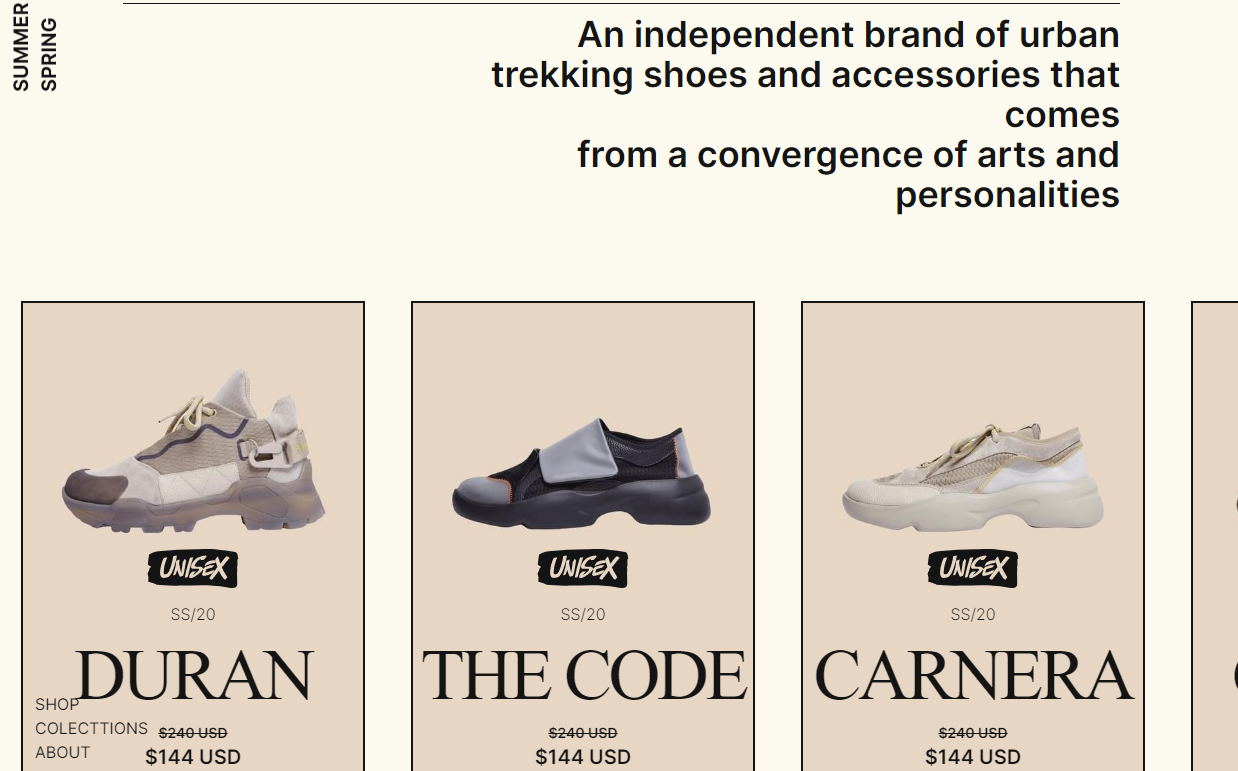 SUMMER
SPRING
An independent brand of urban
trekking shoes and accessories that
comes
from a convergence of arts and
personalities
UNISEX
SS/20
DURAN
$240 USD
$144 USD
UNISEX
SS/20
THE CODE
$240 USD
$144 USD
UNISEX
SS/20
CARNERA
$240 USD
$144 USD
SHOP
COLECTTIONS
ABOUT